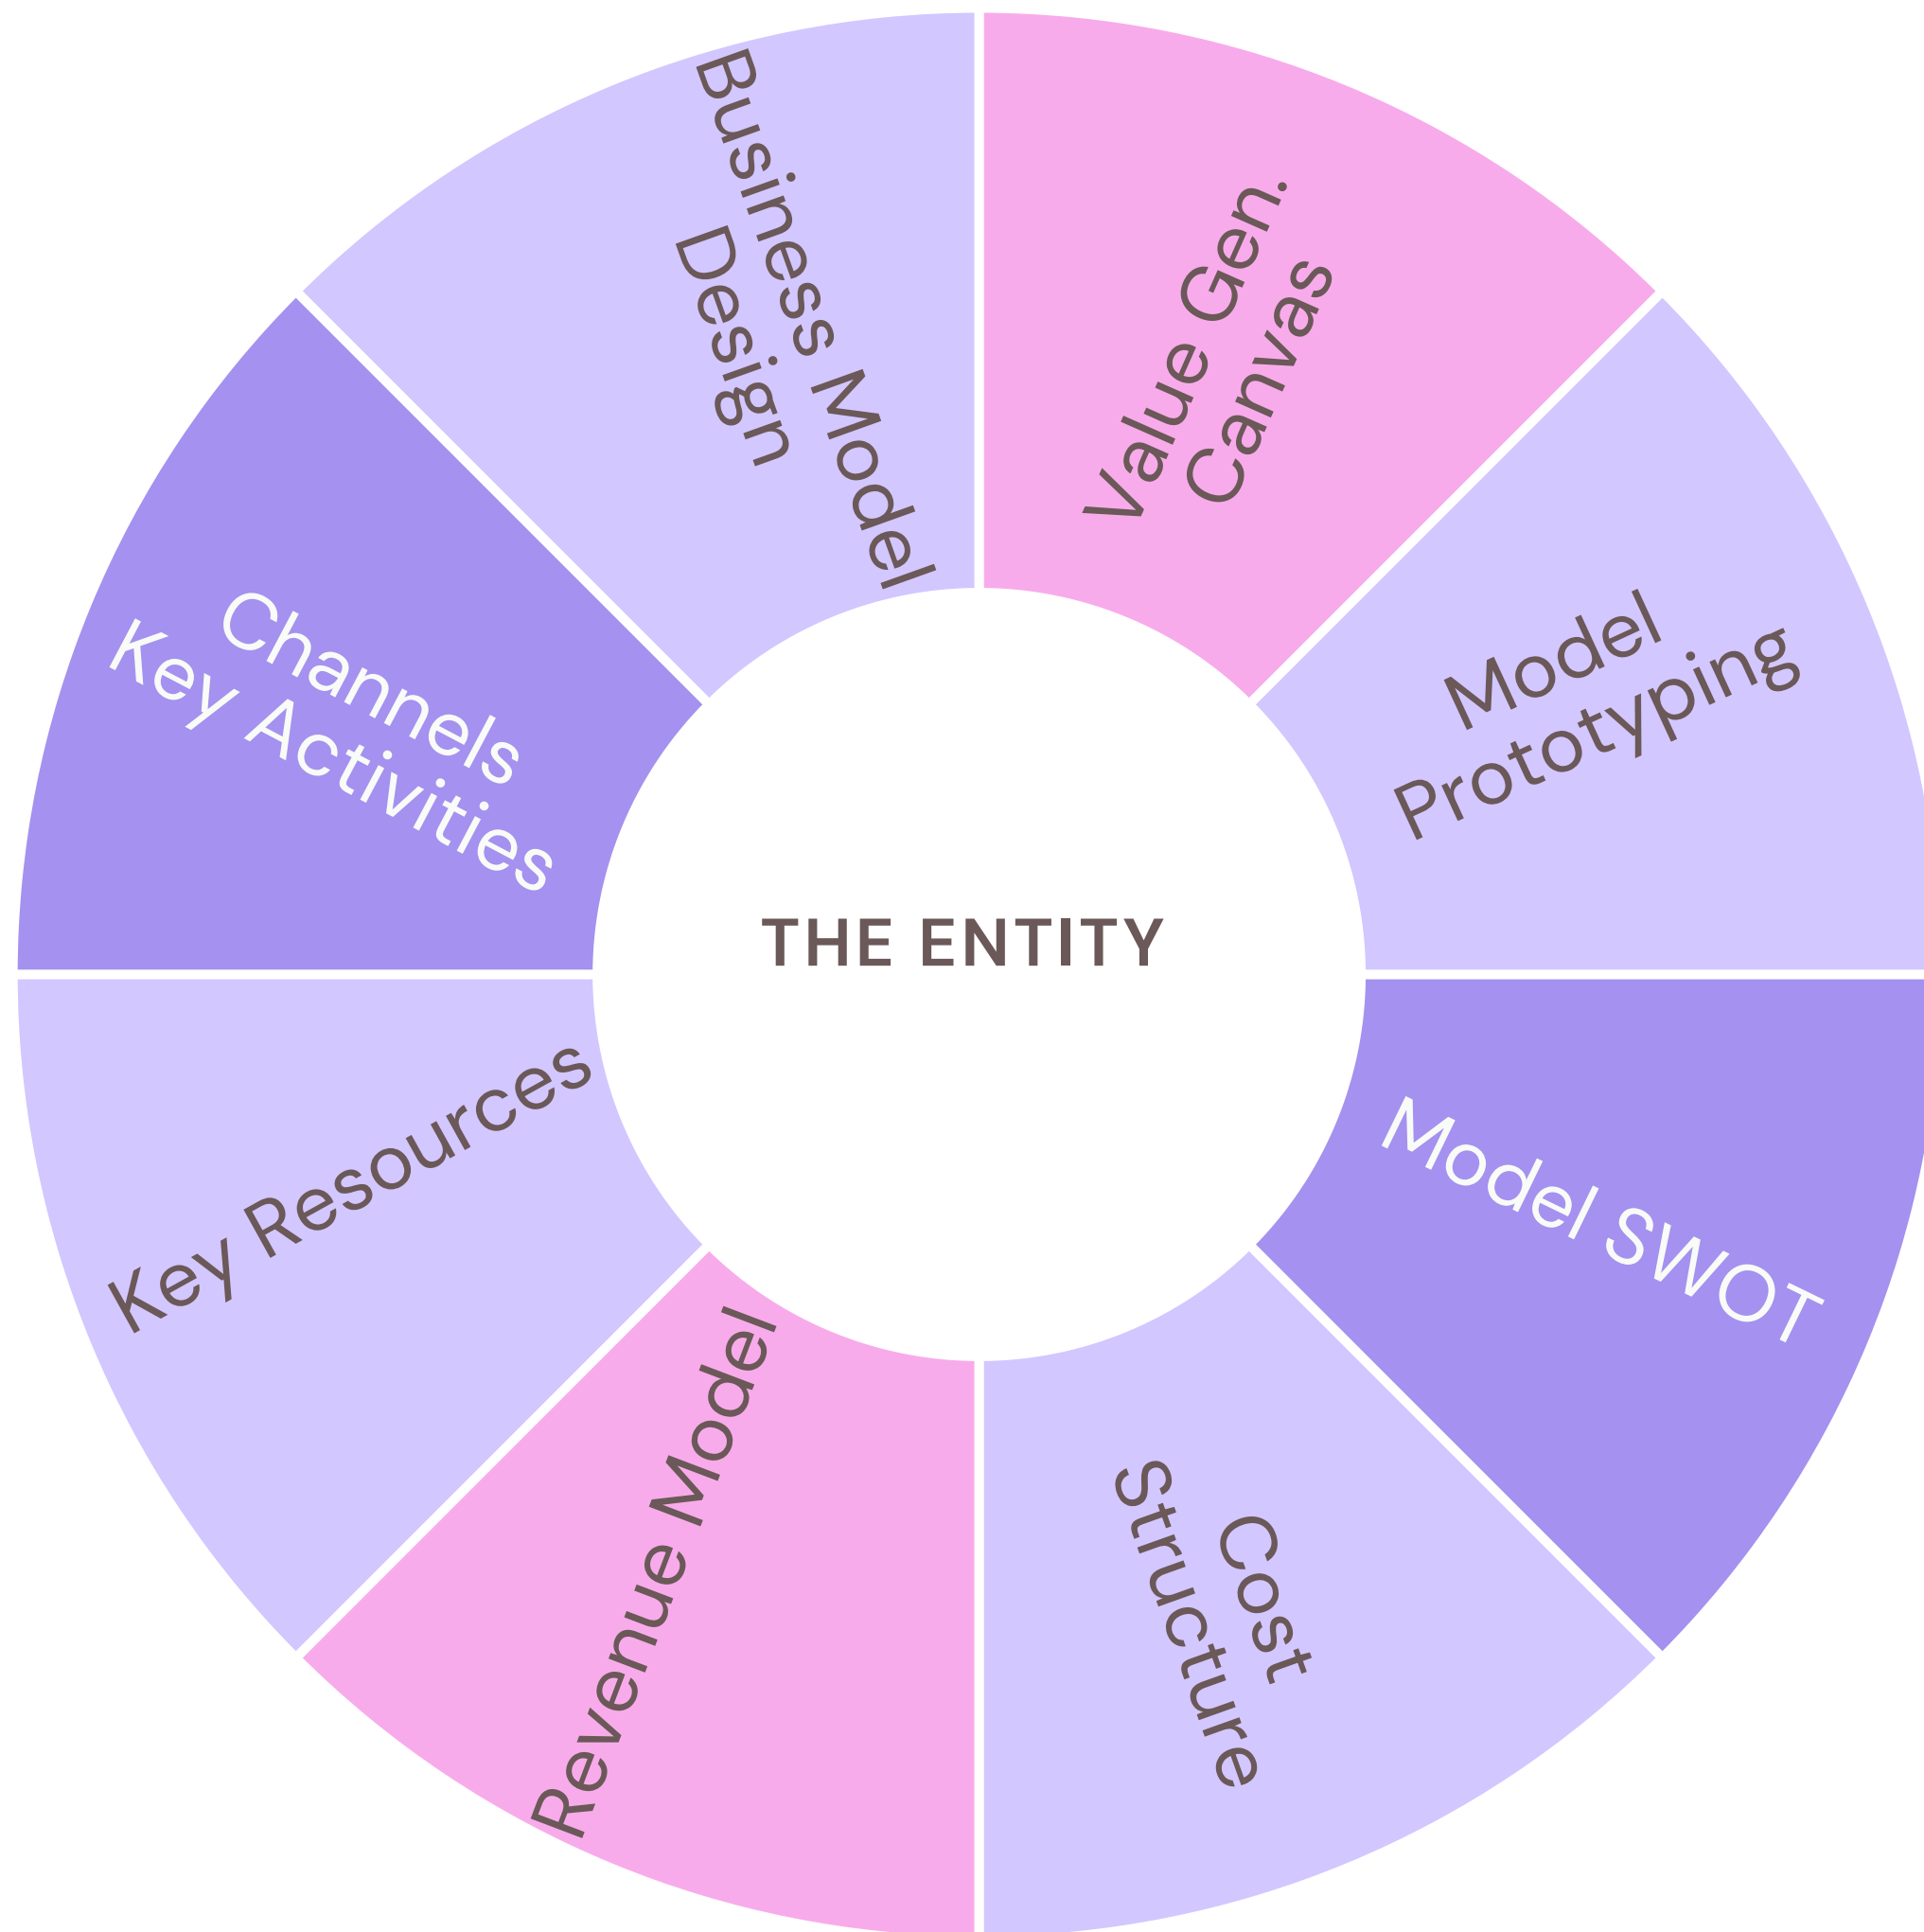 Business Model
Design
Value Gen.
Canvas
Model
Prototyping
Model SWOT
Cost
Structure
Revenue Model
Key Resources
Channels
Key Activities
THE ENTITY